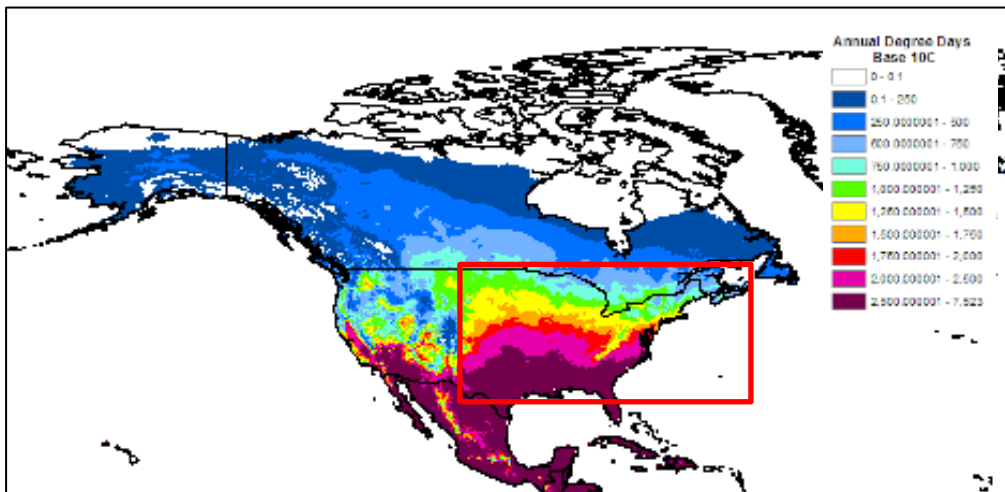 Annual Degree Days
Base 10C
0 - 0.1
0.1 - 250
250.0000001 - 500
500.0000001 - 750
750.0000001 - 1,000
1,000.000001 - 1,250
1,250.000001 - 1,500
1,500.000001 - 1,750
1,750.000001 - 2,000
2,000.000001 - 2,500
2,500.000001 - 7,523